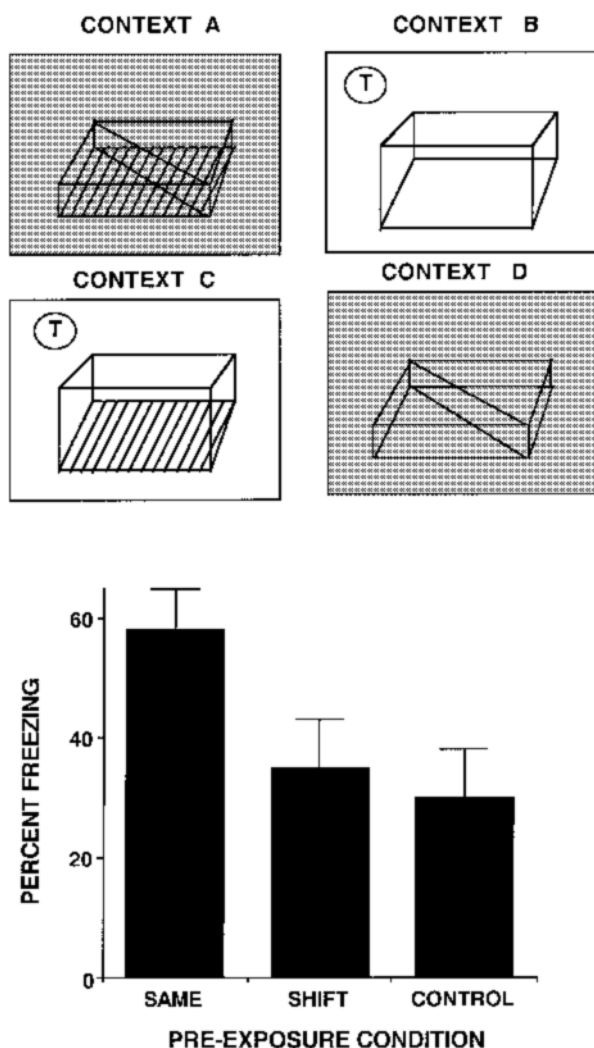 CONTEXT A
CONTEXT B
T
CONTEXT C
CONTEXT D
T
PERCENT FREEZING
60
40
20
0
SAME SHIFT CONTROL
PRE-EXPOSURE CONDITION